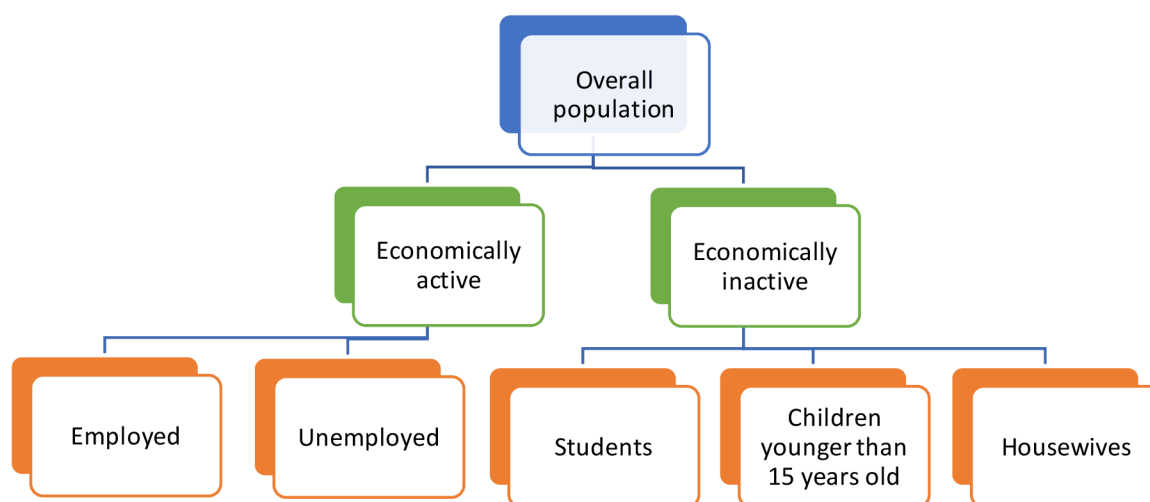 Overall
population
Economically
active
Economically
inactive
Employed
Unemployed
Students
Children
younger than
15 years old
Housewives